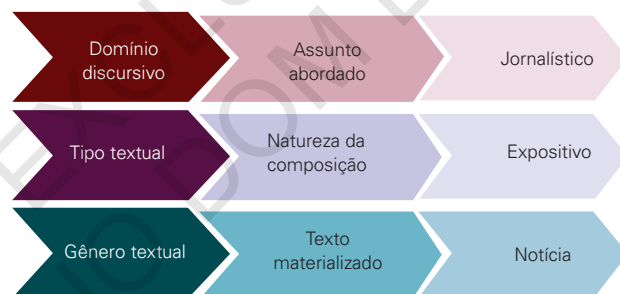 Domínio
discursivo
Assunto
abordado
Jornalístico
Tipo textual
Natureza da
composição
Expositivo
Gênero textual
Texto
materializado
Notícia